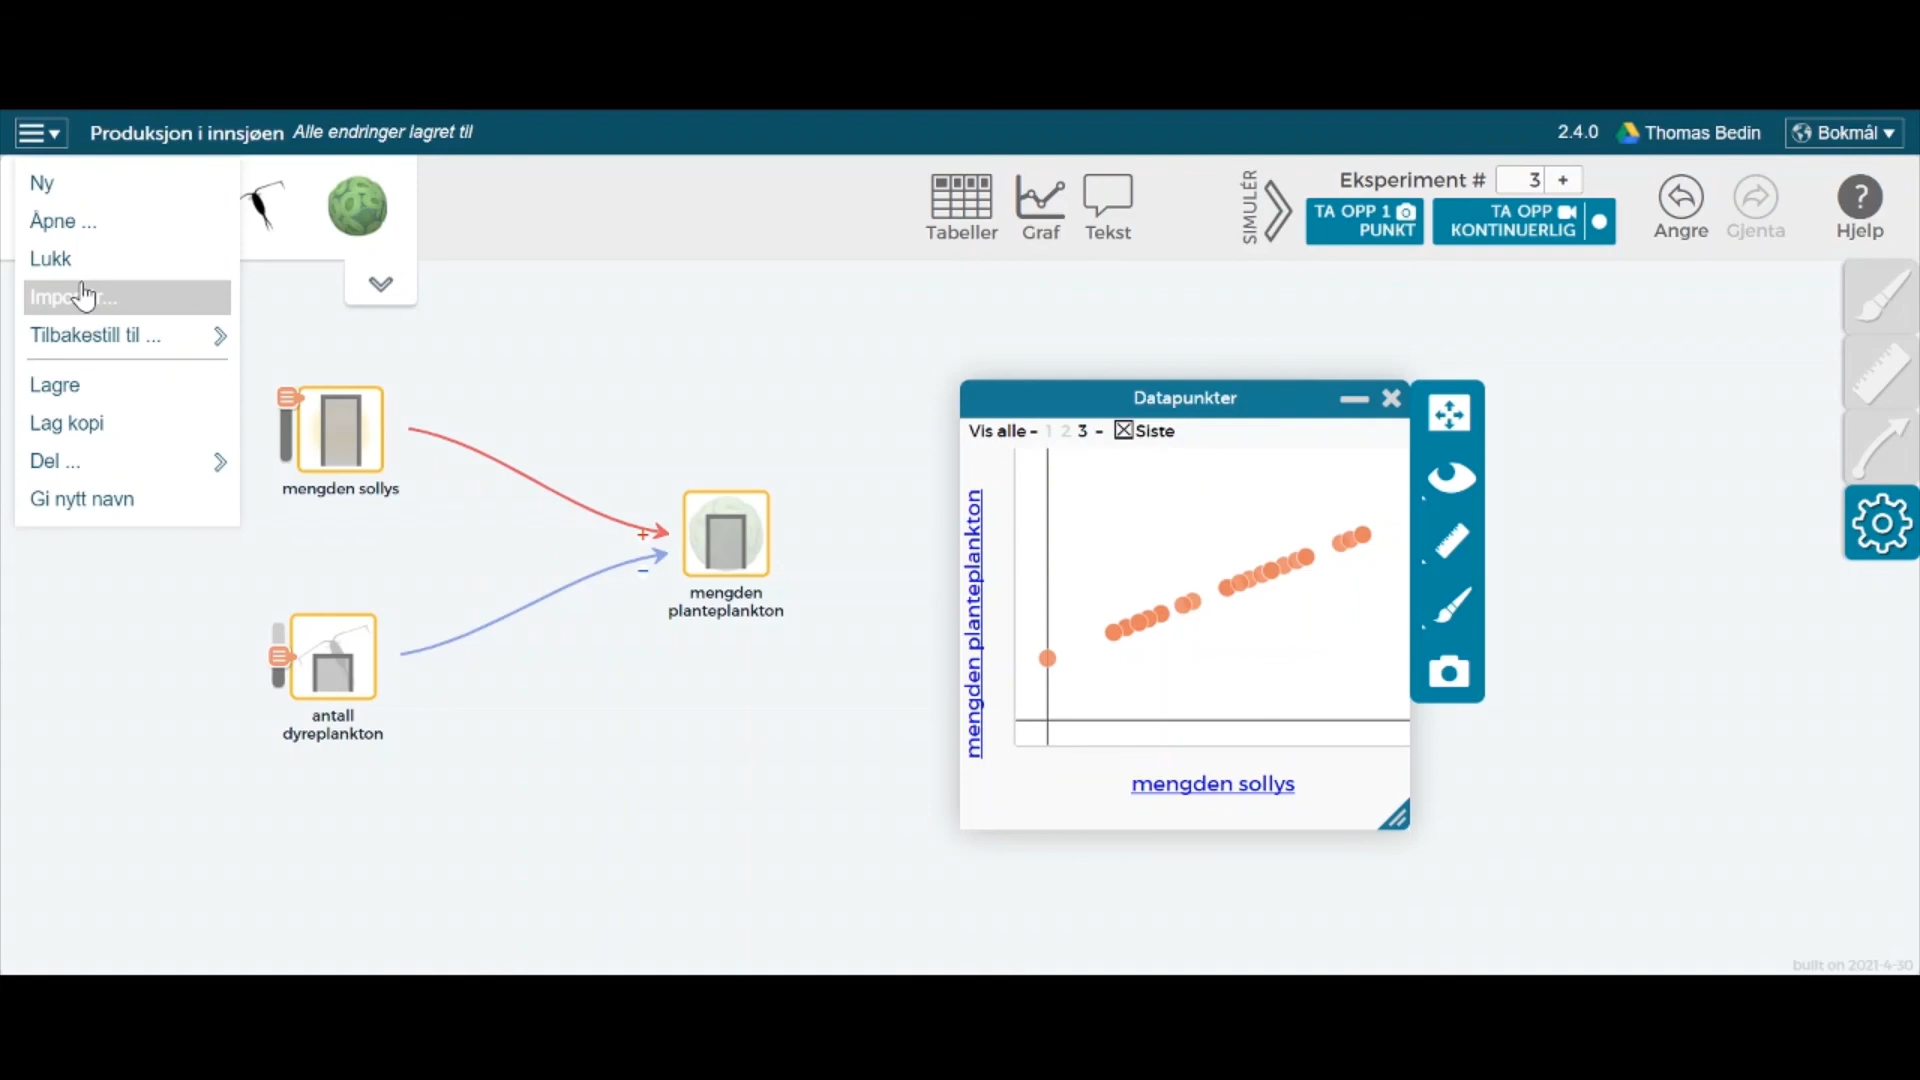 Produksjon i innsjøen Alle endringer lagret til
2.4.0 Thomas Bedin Bokmål
Ny
Åpne ...
Lukk
Tilbakestill til ...
Lagre
Lag kopi
Del ...
Gi nytt navn
Tabeller
Graf
Tekst
SIMULÉR
Eksperiment # 3 +
TA OPP 1
PUNKT
TA OPP
KONTINUERLIG
Angre
Gjenta
?
Hjelp
mengden sollys
+
–
mengden
planteplankton
antall
dyreplankton
Datapunkter
Vis alle - 1 2 3 - Siste
mengden planteplankton
mengden sollys
built on 2021-4-30